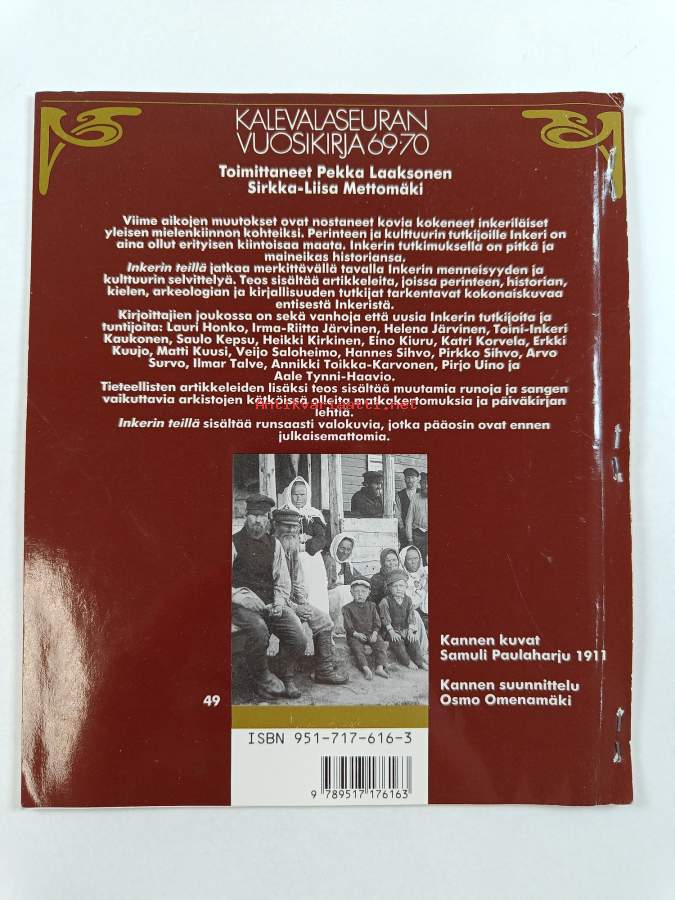 KALEVALASEURAN
VUOSIKIRJA 69-70
Toimittaneet Pekka Laaksonen
Sirkka-Liisa Mettomäki
Viime aikojen muutokset ovat nostaneet kovia kokeneet inkeriläiset
yleisen mielenkiinnon kohteiksi. Perinteen ja kulttuurin tutkijoille Inkeri on
aina ollut erityisen kiintoisaa maata. Inkerin tutkimuksella on pitkä ja
maineikas historiansa.
Inkerin teillä jatkaa merkittävällä tavalla Inkerin menneisyyden ja
kulttuurin selvittelyä. Teos sisältää artikkeleita, joissa perinteen, historian,
kielen, arkeologian ja kirjallisuuden tutkijat tarkentavat kokonaiskuvaa
entisestä Inkeristä.
Kirjoittajien joukossa on sekä vanhoja että uusia Inkerin tutkijoita ja
tuntijoita: Lauri Honko, Irma-Riitta Järvinen, Helena Järvinen, Toini-Inkeri
Kaukonen, Saulo Kepsu, Heikki Kirkinen, Eino Kiuru, Katri Korvela, Erkki
Kuujo, Matti Kuusi, Veijo Saloheimo, Hannes Sihvo, Pirkko Sihvo, Arvo
Survo, Ilmar Talve, Annikki Toikka-Karvonen, Pirjo Uino ja
Aale Tynni-Haavio.
Tieteellisten artikkeleiden lisäksi teos sisältää muutamia runoja ja sangen
vaikuttavia arkistojen kätköissä olleita matkakertomuksia ja päiväkirjan
lehtiä.
Antikvariaatti.net
Inkerin teillä sisältää runsaasti valokuvia, jotka pääosin ovat ennen
julkaisemattomia.
Kannen kuvat
Samuli Paulaharju 1911
Kannen suunnittelu
Osmo Omenamäki
49
ISBN 951-717-616-3
9 789517 176163